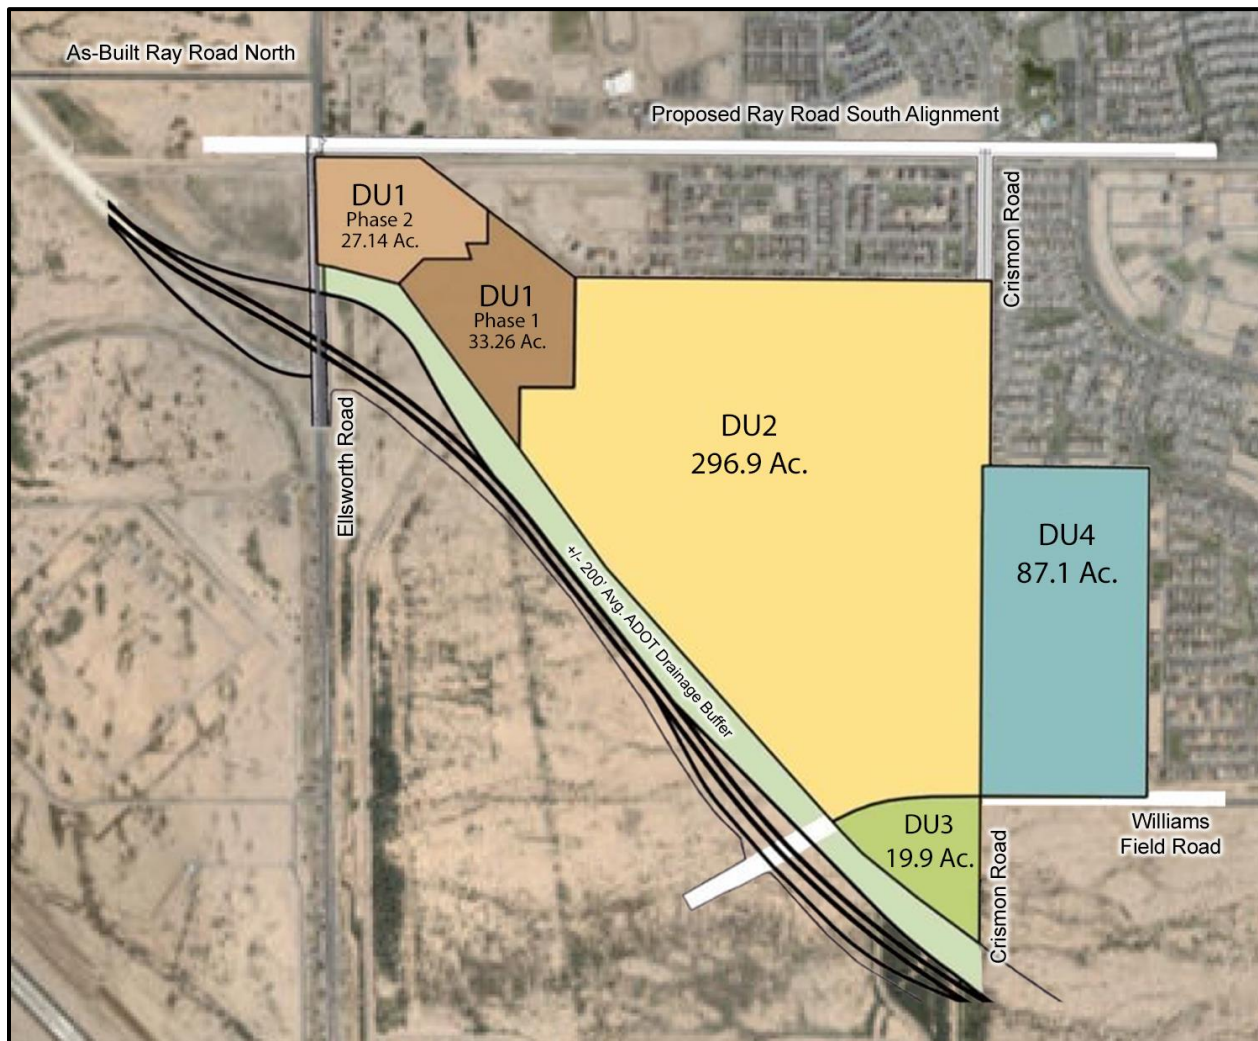 As-Built Ray Road North
Proposed Ray Road South Alignment
DU1
Phase 2
27.14 Ac.
Crismon Road
DU1
Phase 1
33.26 Ac.
Ellsworth Road
DU2
296.9 Ac.
DU4
87.1 Ac.
+/- 200' Avg. ADOT Drainage Buffer
DU3
19.9 Ac.
Williams
Field Road
Crismon Road